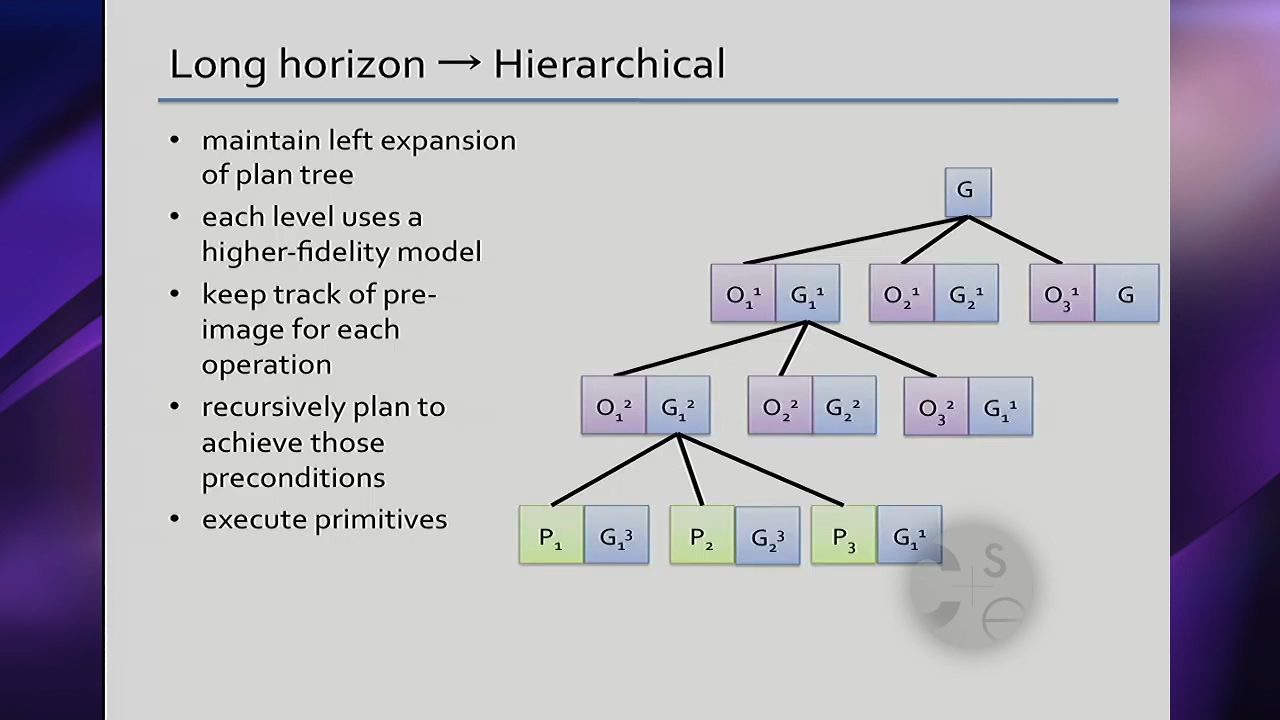 Long horizon → Hierarchical
• maintain left expansion
of plan tree
• each level uses a
higher-fidelity model
• keep track of pre-
image for each
operation
• recursively plan to
achieve those
preconditions
• execute primitives
G
O₁¹ G₁¹ O₂¹ G₂¹ O₃¹ G
O₁² G₁² O₂² G₂² O₃² G₁¹
P₁ G₁³ P₂ G₂³ P₃ G₁¹
C S
e